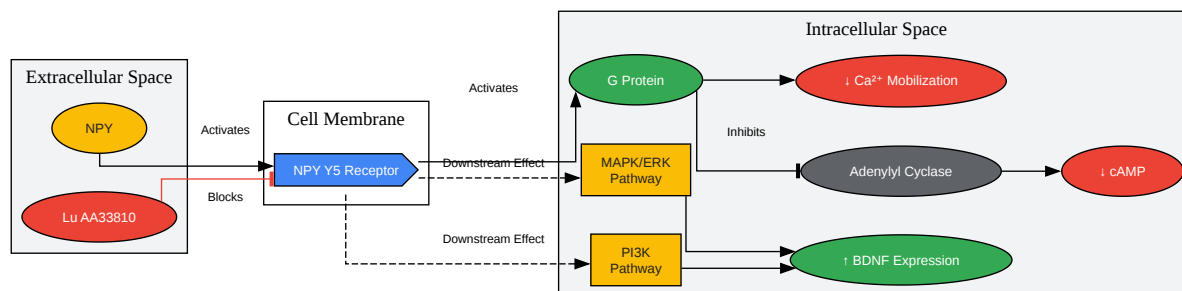 Intracellular Space
Extracellular Space
NPY
Lu AA33810
Activates
Blocks
Cell Membrane
NPY Y5 Receptor
Activates
Downstream Effect
Downstream Effect
G Protein
MAPK/ERK
Pathway
PI3K
Pathway
Inhibits
↓ Ca²⁺ Mobilization
Adenylyl Cyclase
↓ cAMP
↑ BDNF Expression